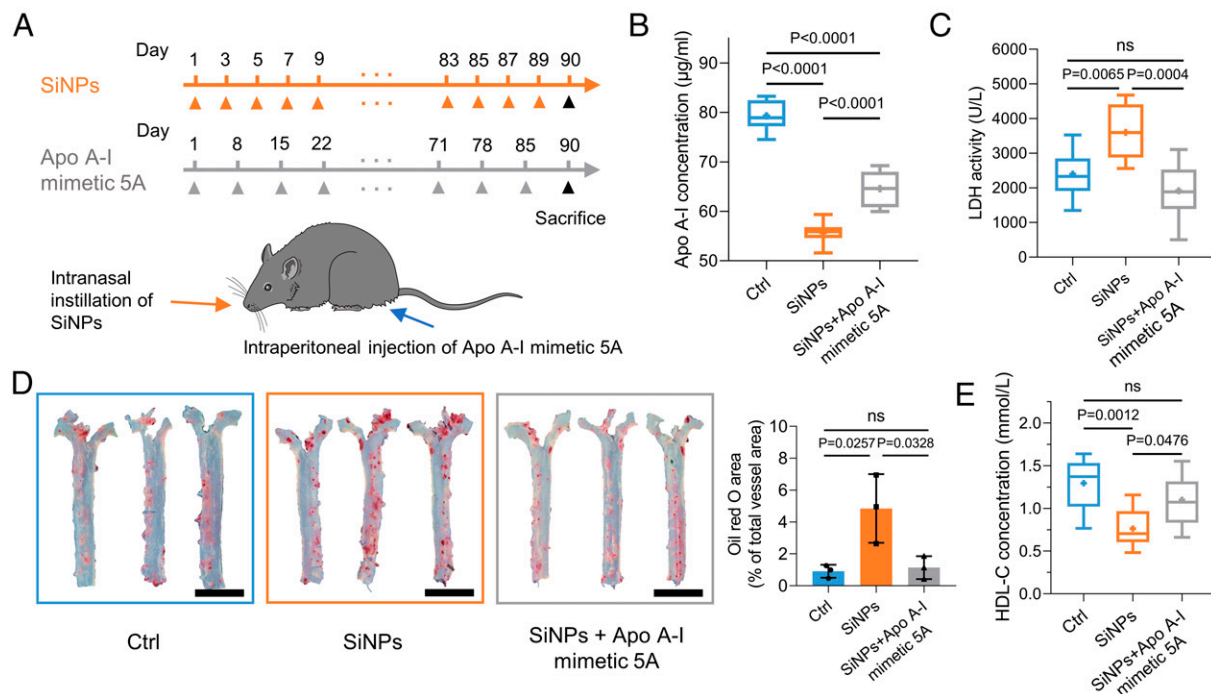 A
Day
1 3 5 7 9 83 85 87 89 90
SiNPs
Day
1 8 15 22 71 78 85 90
Apo A-I
mimetic 5A
Sacrifice
Intranasal
instillation of
SiNPs
Intraperitoneal injection of Apo A-I mimetic 5A
B
Apo A-I concentration (μg/ml)
90
80
70
60
50
P<0.0001
P<0.0001
P<0.0001
Ctrl
SiNPs
SiNPs+Apo A-I
mimetic 5A
C
LDH activity (U/L)
6000
5000
4000
3000
2000
1000
0
ns
P=0.0065 P=0.0004
Ctrl
SiNPs
SiNPs+Apo A-I
mimetic 5A
D
Ctrl
SiNPs
SiNPs + Apo A-I
mimetic 5A
Oil red O area
(% of total vessel area)
10
8
6
4
2
0
ns
P=0.0257 P=0.0328
Ctrl
SiNPs
SiNPs+Apo A-I
mimetic 5A
E
HDL-C concentration (mmol/L)
2.0
1.5
1.0
0.5
0.0
ns
P=0.0012
P=0.0476
Ctrl
SiNPs
SiNPs+Apo A-I
mimetic 5A